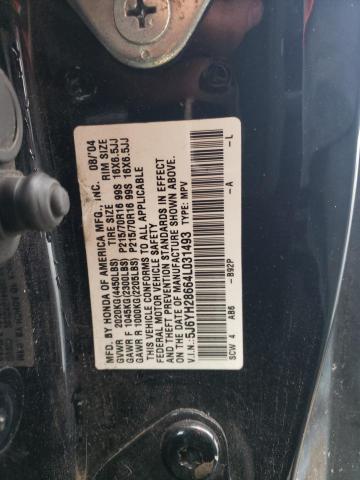 MFD. BY HONDA OF AMERICA MFG., INC. 08/'04
TIRE SIZE RIM SIZE
GVWR 2020KG(4450LBS)
GAWR F 1045KG(2300LBS) P215/70R16 99S 16X6.5JJ
GAWR R 1000KG(2205LBS) P215/70R16 99S 16X6.5JJ
THIS VEHICLE CONFORMS TO ALL APPLICABLE
FEDERAL MOTOR VEHICLE SAFETY
AND THEFT PREVENTION STANDARDS IN EFFECT
ON THE DATE OF MANUFACTURE SHOWN ABOVE.
V.I.N.:5J6YH28664L031493 TYPE: MPV
SCW 4 AB6 - B92P -A -L